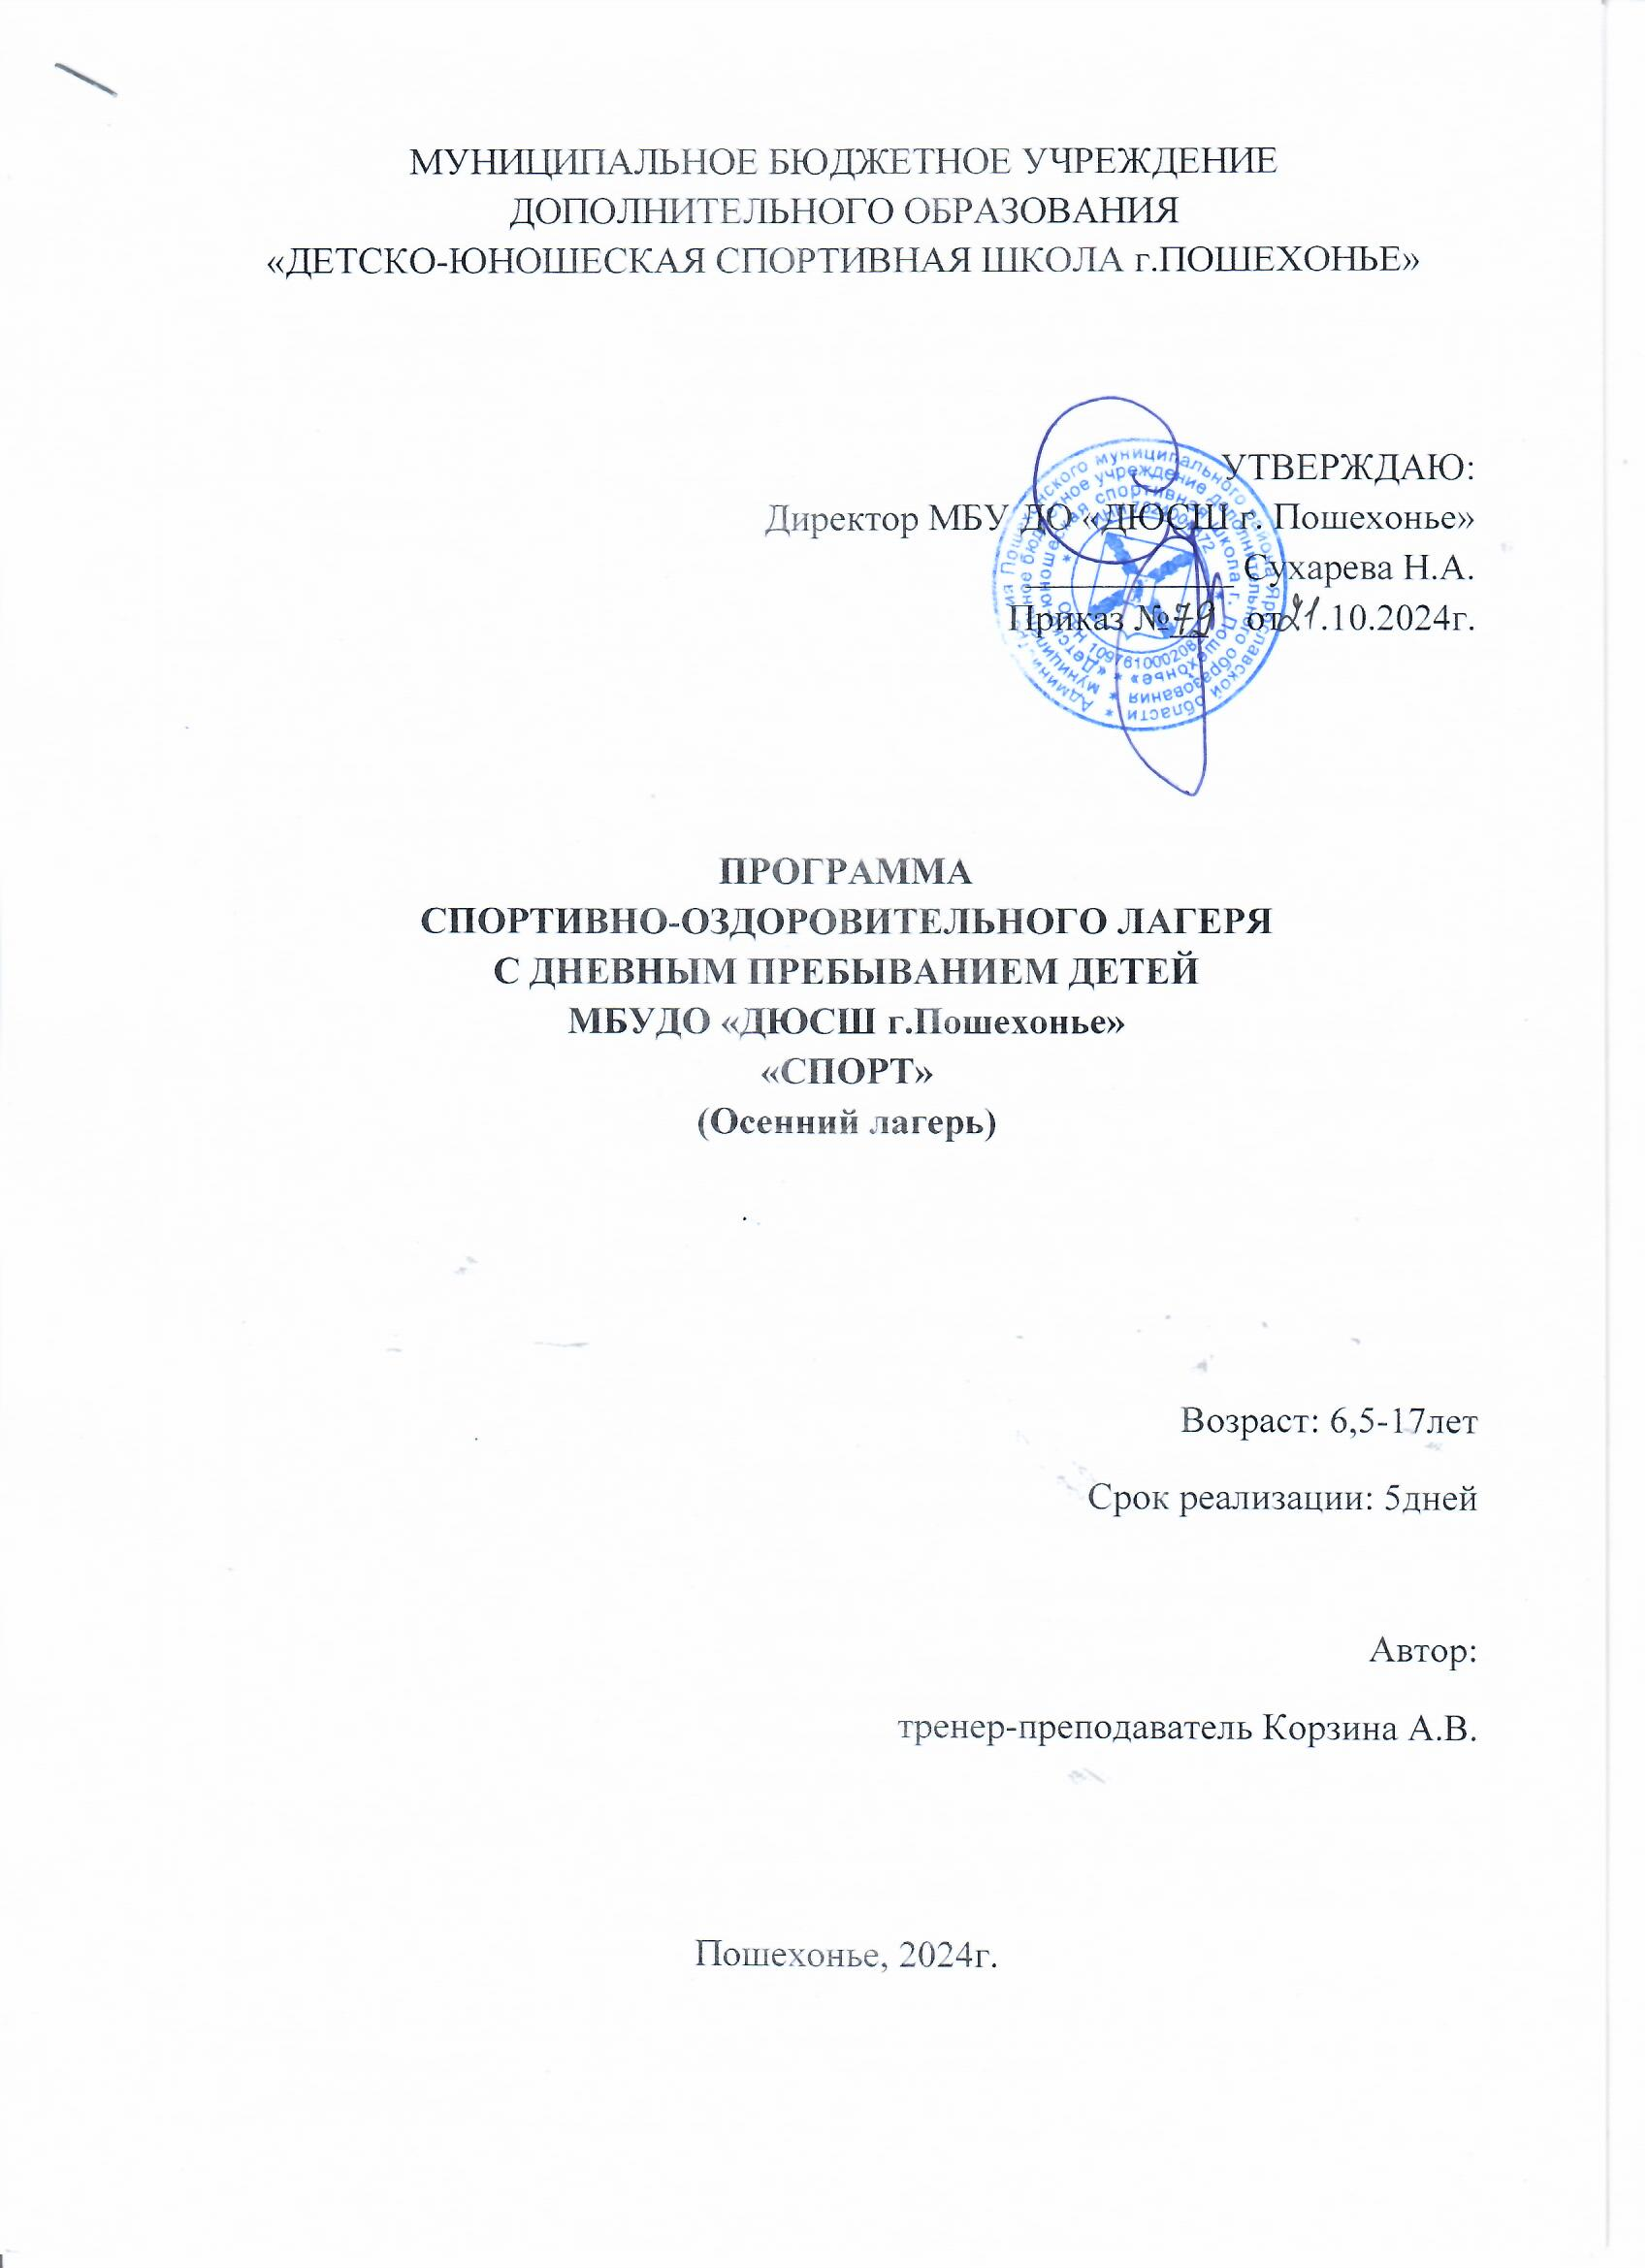 МУНИЦИПАЛЬНОЕ БЮДЖЕТНОЕ УЧРЕЖДЕНИЕ
ДОПОЛНИТЕЛЬНОГО ОБРАЗОВАНИЯ
«ДЕТСКО-ЮНОШЕСКАЯ СПОРТИВНАЯ ШКОЛА г.ПОШЕХОНЬЕ»
УТВЕРЖДАЮ:
Директор МБУ ДО «ДЮСШ г. Пошехонье»
Сухарева Н.А.
Приказ №79 от21.10.2024г.
ПРОГРАММА
СПОРТИВНО-ОЗДОРОВИТЕЛЬНОГО ЛАГЕРЯ
С ДНЕВНЫМ ПРЕБЫВАНИЕМ ДЕТЕЙ
МБУДО «ДЮСШ г.Пошехонье»
«СПОРТ»
(Осенний лагерь)
Возраст: 6,5-17лет
Срок реализации: 5дней
Автор:
тренер-преподаватель Корзина А.В.
Пошехонье, 2024г.